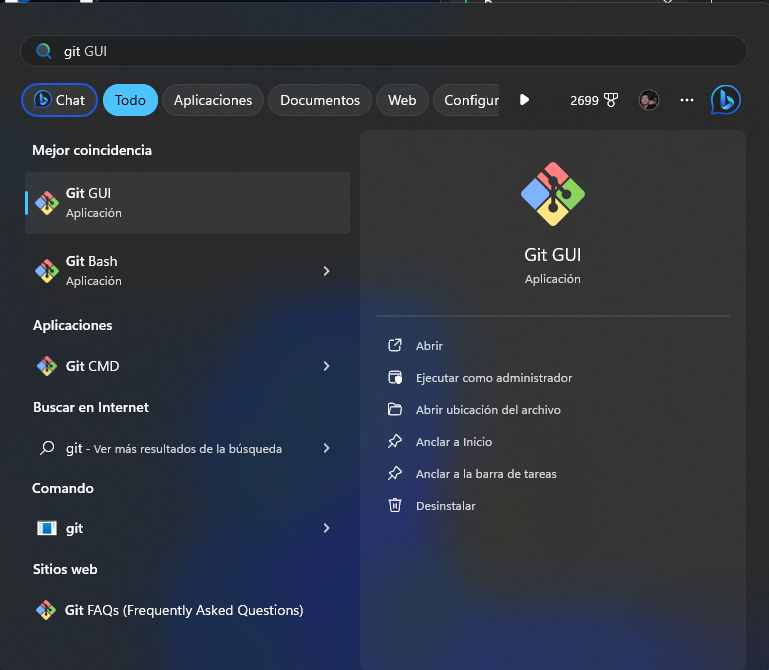 git GUI
Chat
Todo
Aplicaciones
Documentos
Web
Configur
2699
Mejor coincidencia
Git GUI
Aplicación
Git Bash
Aplicación
Aplicaciones
Git CMD
Buscar en Internet
git - Ver más resultados de la búsqueda
Comando
git
Sitios web
Git FAQs (Frequently Asked Questions)
Git GUI
Aplicación
Abrir
Ejecutar como administrador
Abrir ubicación del archivo
Anclar a Inicio
Anclar a la barra de tareas
Desinstalar